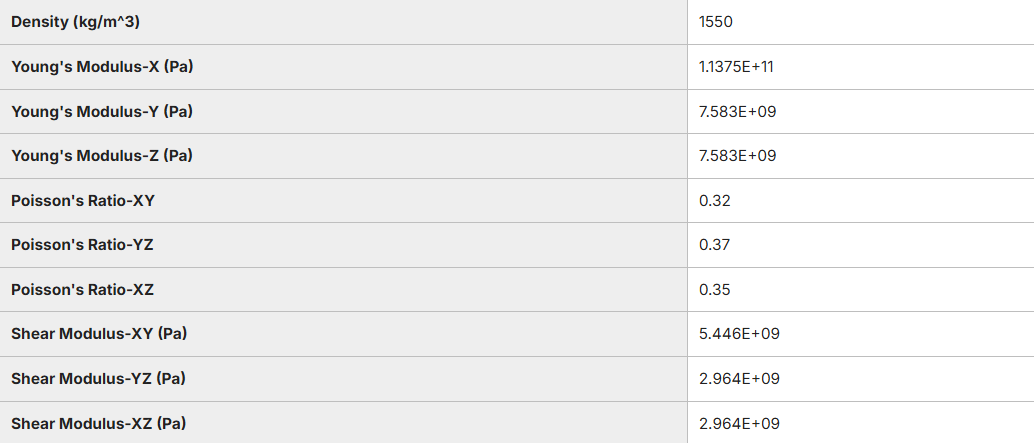 Density (kg/m^3) 1550
Young's Modulus-X (Pa) 1.1375E+11
Young's Modulus-Y (Pa) 7.583E+09
Young's Modulus-Z (Pa) 7.583E+09
Poisson's Ratio-XY 0.32
Poisson's Ratio-YZ 0.37
Poisson's Ratio-XZ 0.35
Shear Modulus-XY (Pa) 5.446E+09
Shear Modulus-YZ (Pa) 2.964E+09
Shear Modulus-XZ (Pa) 2.964E+09